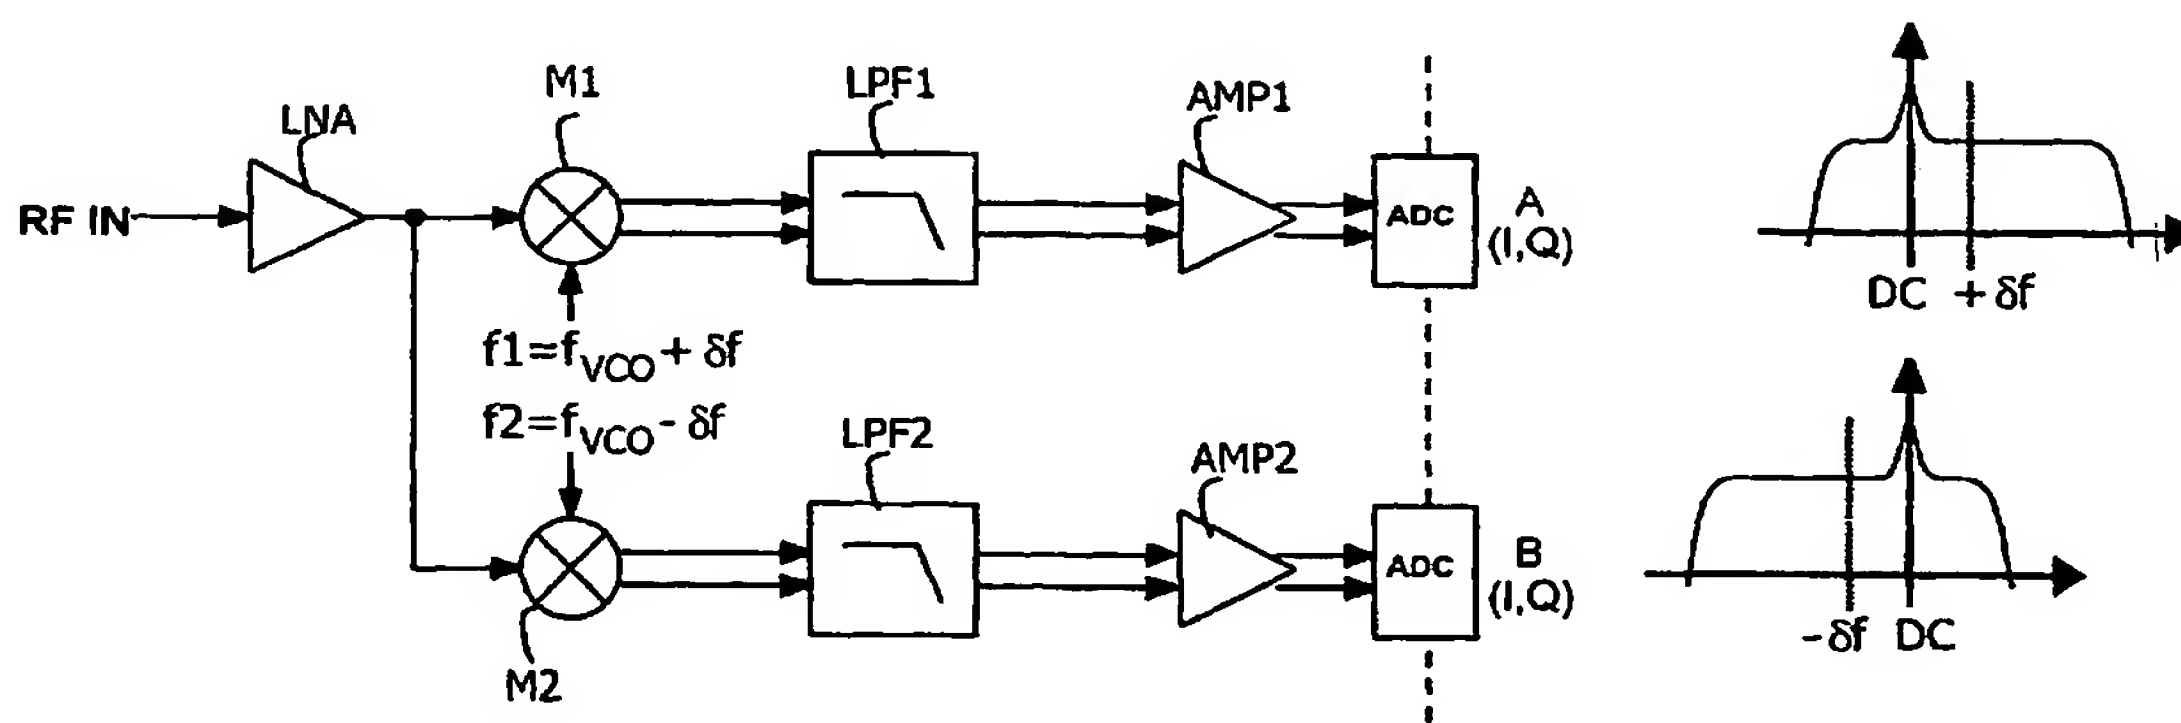 LNA
M1
LPF1
AMP1
RF IN
ADC
A
(I,Q)
f1=fVCO+ δf
DC + δf
f2=fVCO- δf
LPF2
AMP2
ADC
B
(I,Q)
M2
-δf DC